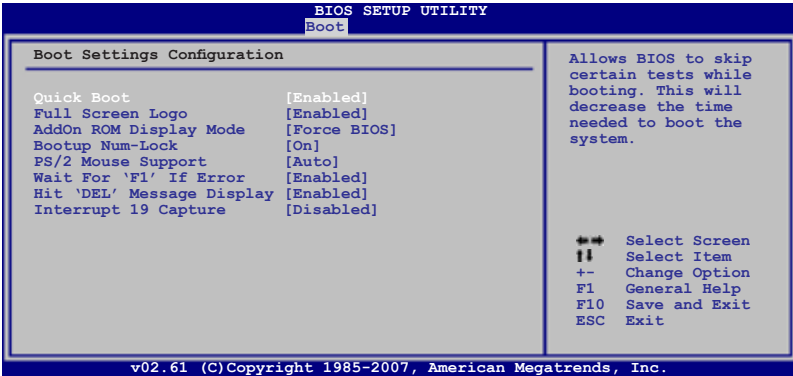 BIOS SETUP UTILITY
Boot
Boot Settings Configuration
Quick Boot [Enabled]
Full Screen Logo [Enabled]
AddOn ROM Display Mode [Force BIOS]
Bootup Num-Lock [On]
PS/2 Mouse Support [Auto]
Wait For ‘F1’ If Error [Enabled]
Hit ‘DEL’ Message Display [Enabled]
Interrupt 19 Capture [Disabled]
Allows BIOS to skip
certain tests while
booting. This will
decrease the time
needed to boot the
system.
←→ Select Screen
↑↓ Select Item
+- Change Option
F1 General Help
F10 Save and Exit
ESC Exit
v02.61 (C)Copyright 1985-2007, American Megatrends, Inc.